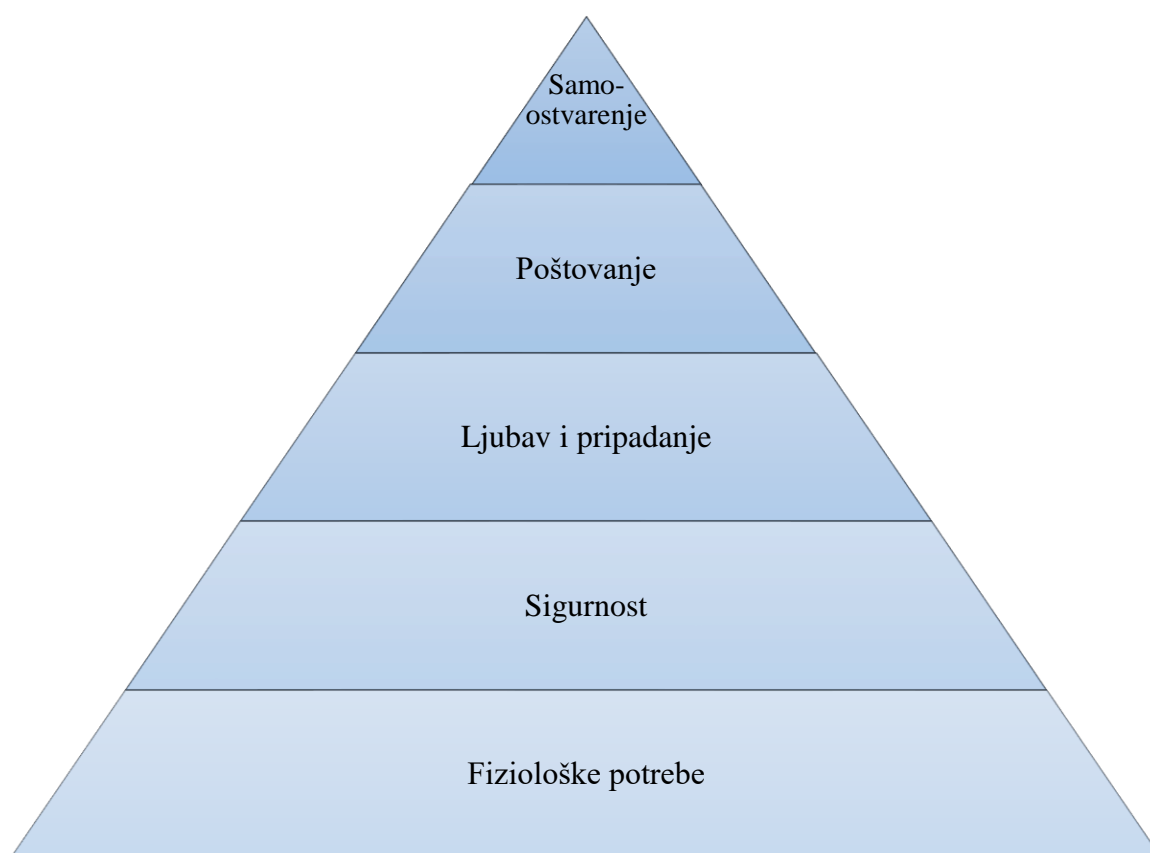 Samo-
ostvarenje
Poštovanje
Ljubav i pripadanje
Sigurnost
Fiziološke potrebe